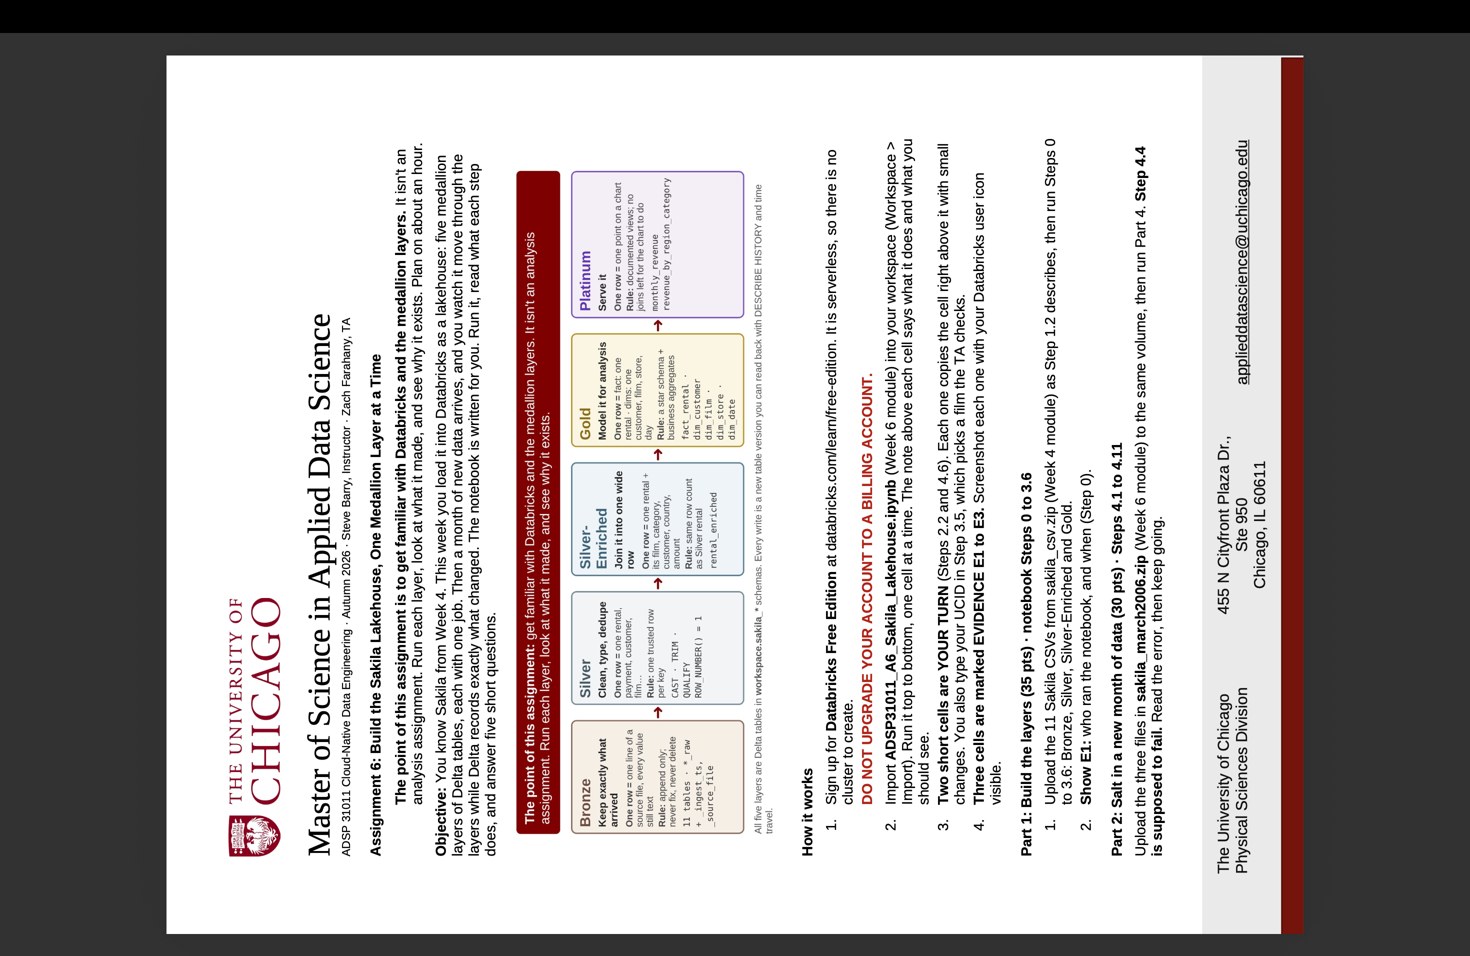 THE UNIVERSITY OF
CHICAGO
Master of Science in Applied Data Science
ADSP 31011 Cloud-Native Data Engineering · Autumn 2026 · Steve Barry, Instructor · Zach Farahany, TA
Assignment 6: Build the Sakila Lakehouse, One Medallion Layer at a Time
The point of this assignment is to get familiar with Databricks and the medallion layers. It isn't an
analysis assignment. Run each layer, look at what it made, and see why it exists. Plan on about an hour.
Objective: You know Sakila from Week 4. This week you load it into Databricks as a lakehouse: five medallion
layers of Delta tables, each with one job. Then a month of new data arrives, and you watch it move through the
layers while Delta records exactly what changed. The notebook is written for you. Run it, read what each step
does, and answer five short questions.
The point of this assignment: get familiar with Databricks and the medallion layers. It isn't an analysis
assignment. Run each layer, look at what it made, and see why it exists.
Bronze
Keep exactly what
arrived
One row = one line of a
source file, every value
still text
Rule: append only;
never fix, never delete
11 tables · *_raw
+ _ingest_ts,
_source_file
Silver
Clean, type, dedupe
One row = one rental,
payment, customer,
film…
Rule: one trusted row
per key
CAST · TRIM ·
QUALIFY
ROW_NUMBER() = 1
Silver-
Enriched
Join it into one wide
row
One row = one rental +
its film, category,
customer, country,
amount
Rule: same row count
as Silver rental
rental_enriched
Gold
Model it for analysis
One row = fact: one
rental · dims: one
customer, film, store,
day
Rule: a star schema +
business aggregates
fact_rental ·
dim_customer
dim_film ·
dim_store ·
dim_date
Platinum
Serve it
One row = one point on a chart
Rule: documented views; no
joins left for the chart to do
monthly_revenue
revenue_by_region_category
All five layers are Delta tables in workspace.sakila_* schemas. Every write is a new table version you can read back with DESCRIBE HISTORY and time
travel.
How it works
1. Sign up for Databricks Free Edition at databricks.com/learn/free-edition. It is serverless, so there is no
cluster to create.
DO NOT UPGRADE YOUR ACCOUNT TO A BILLING ACCOUNT.
2. Import ADSP31011_A6_Sakila_Lakehouse.ipynb (Week 6 module) into your workspace (Workspace >
Import). Run it top to bottom, one cell at a time. The note above each cell says what it does and what you
should see.
3. Two short cells are YOUR TURN (Steps 2.2 and 4.6). Each one copies the cell right above it with small
changes. You also type your UCID in Step 3.5, which picks a film the TA checks.
4. Three cells are marked EVIDENCE E1 to E3. Screenshot each one with your Databricks user icon
visible.
Part 1: Build the layers (35 pts) · notebook Steps 0 to 3.6
1. Upload the 11 Sakila CSVs from sakila_csv.zip (Week 4 module) as Step 1.2 describes, then run Steps 0
to 3.6: Bronze, Silver, Silver-Enriched and Gold.
2. Show E1: who ran the notebook, and when (Step 0).
Part 2: Salt in a new month of data (30 pts) · Steps 4.1 to 4.11
Upload the three files in sakila_march2006.zip (Week 6 module) to the same volume, then run Part 4. Step 4.4
is supposed to fail. Read the error, then keep going.
The University of Chicago
Physical Sciences Division
455 N Cityfront Plaza Dr.,
Ste 950
Chicago, IL 60611
applieddatascience@uchicago.edu